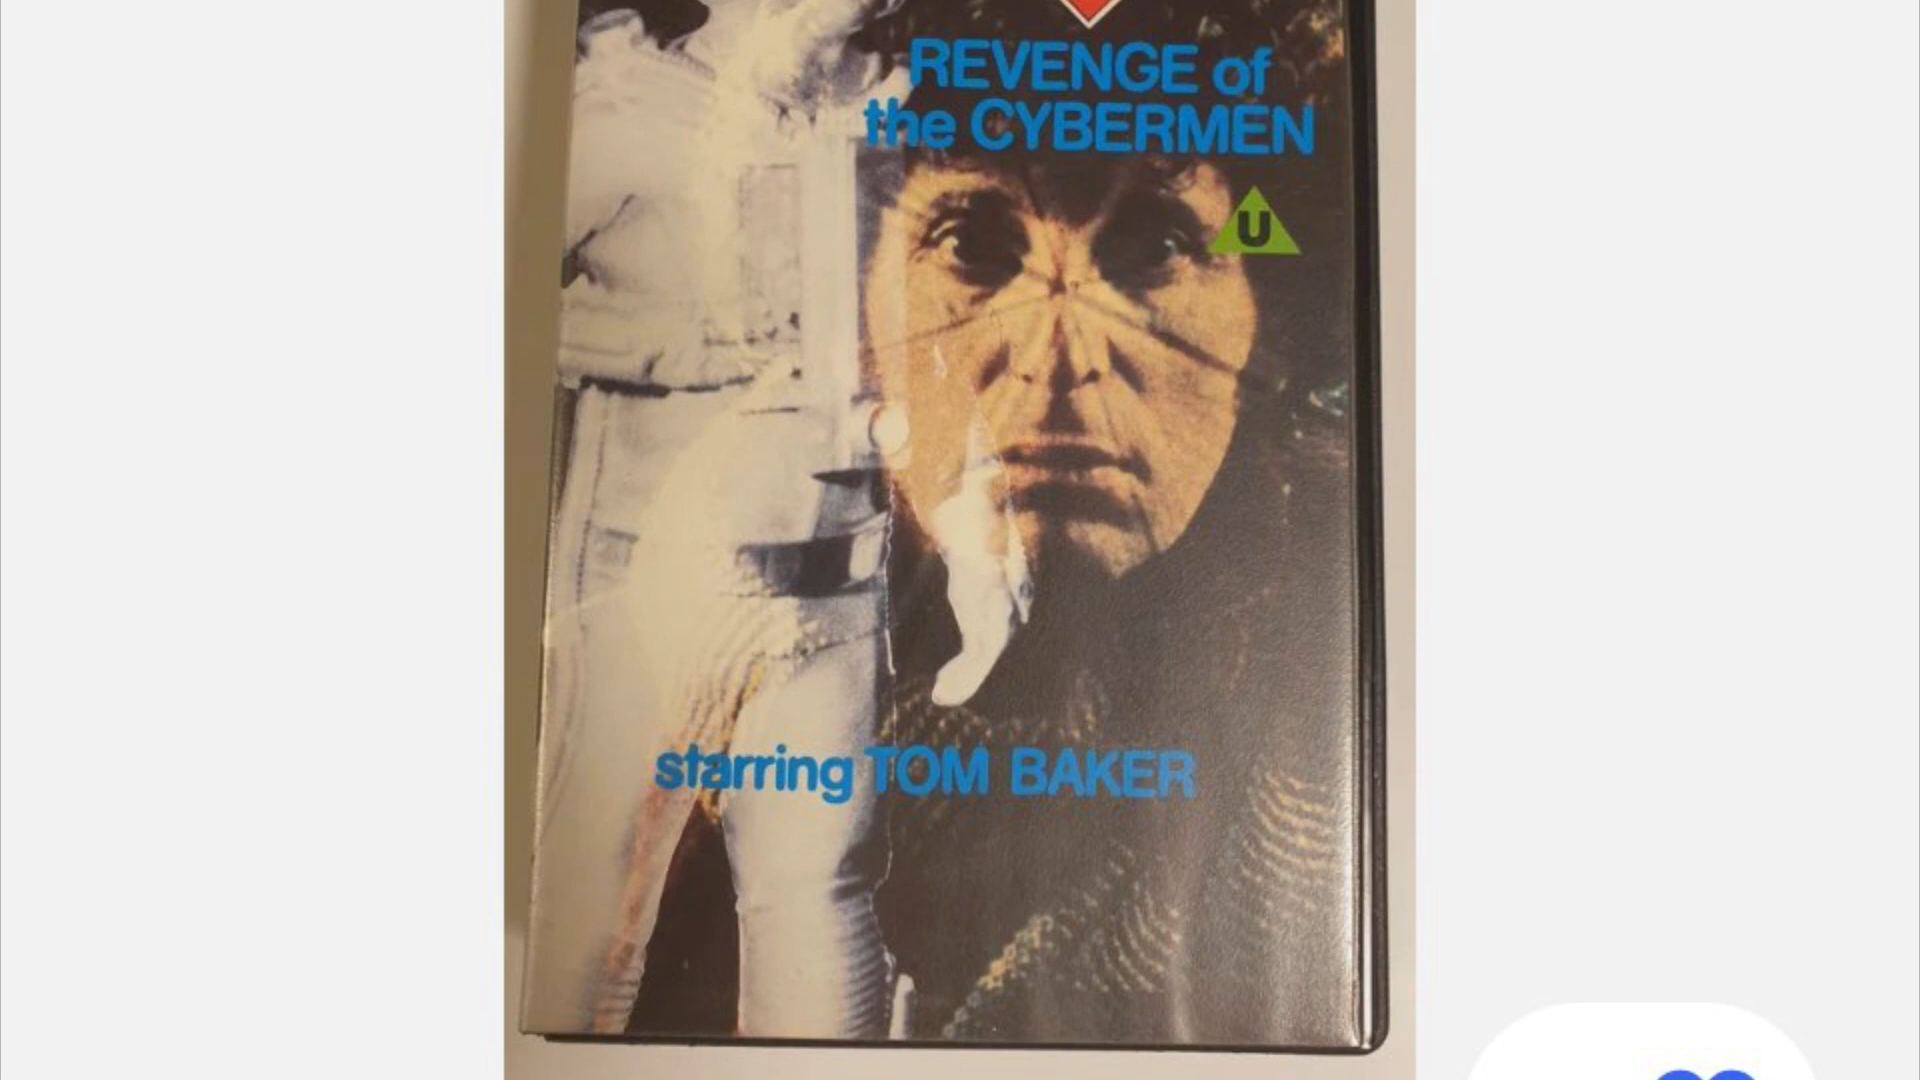 REVENGE of
the CYBERMEN
U
starring TOM BAKER